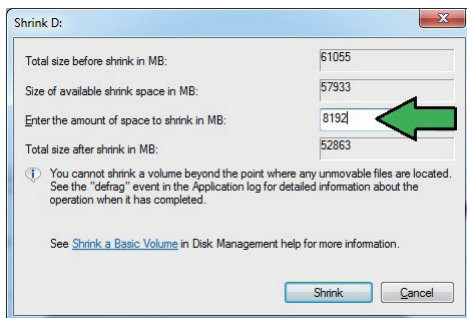 Shrink D:
Total size before shrink in MB: 61055
Size of available shrink space in MB: 57933
Enter the amount of space to shrink in MB: 8192
Total size after shrink in MB: 52863
You cannot shrink a volume beyond the point where any unmovable files are located.
See the "defrag" event in the Application log for detailed information about the
operation when it has completed.
See Shrink a Basic Volume in Disk Management help for more information.
Shrink Cancel